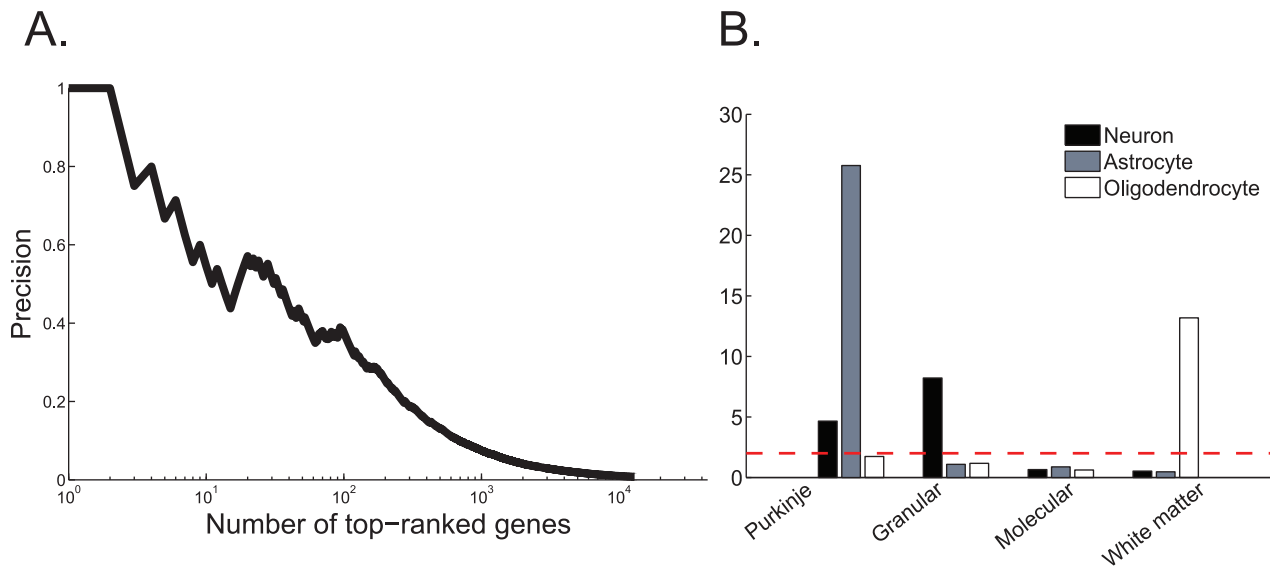 A.
1
0.8
0.6
0.4
0.2
0
Precision
10^0
10^1
10^2
10^3
10^4
Number of top−ranked genes
B.
30
25
20
15
10
5
0
Neuron
Astrocyte
Oligodendrocyte
Purkinje
Granular
Molecular
White matter